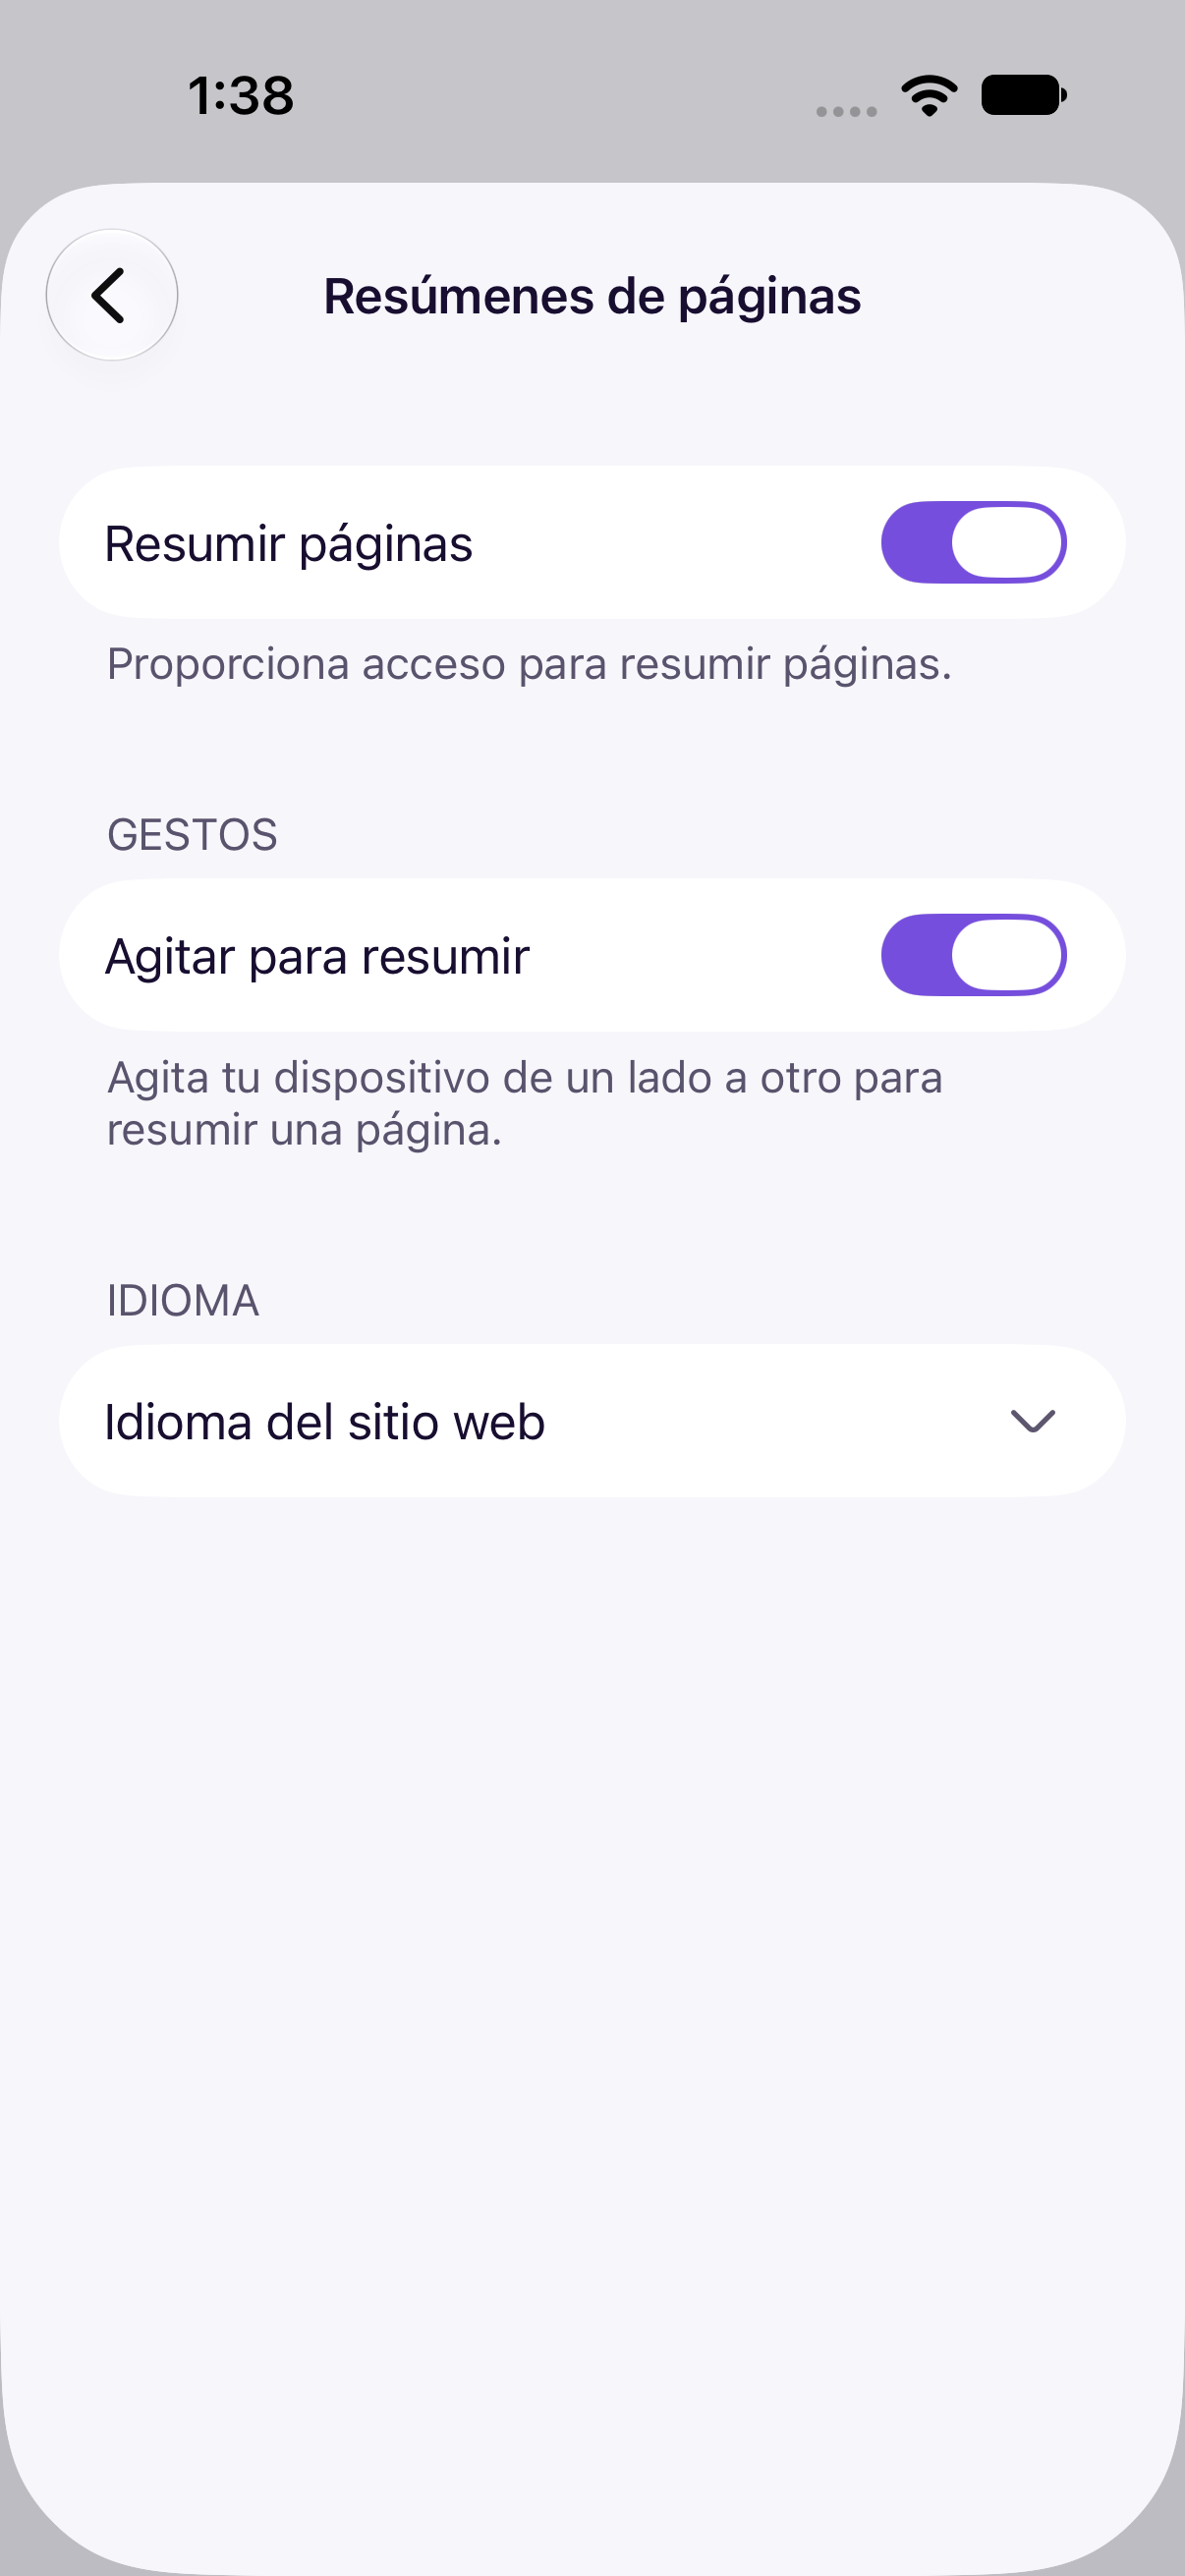 1:38
Resúmenes de páginas
Resumir páginas
Proporciona acceso para resumir páginas.
GESTOS
Agitar para resumir
Agita tu dispositivo de un lado a otro para
resumir una página.
IDIOMA
Idioma del sitio web